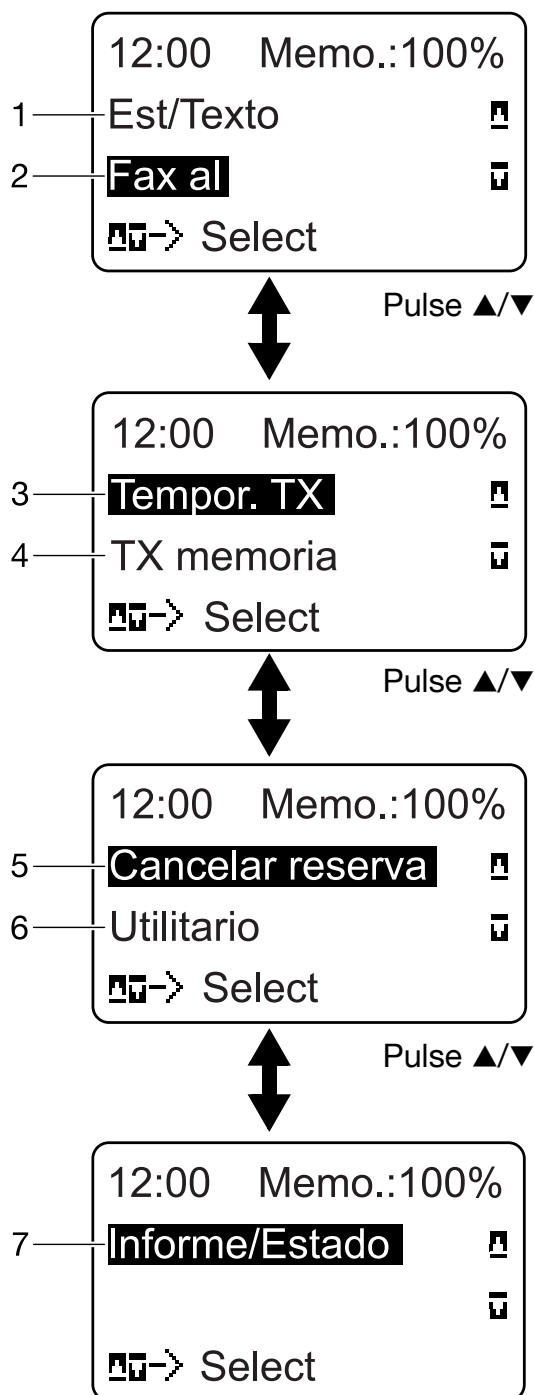 12:00 Memo.:100%
1 Est/Texto
2 Fax al
-> Select
Pulse ▲/▼
12:00 Memo.:100%
3 Tempor. TX
4 TX memoria
-> Select
Pulse ▲/▼
12:00 Memo.:100%
5 Cancelar reserva
6 Utilitario
-> Select
Pulse ▲/▼
12:00 Memo.:100%
7 Informe/Estado
-> Select